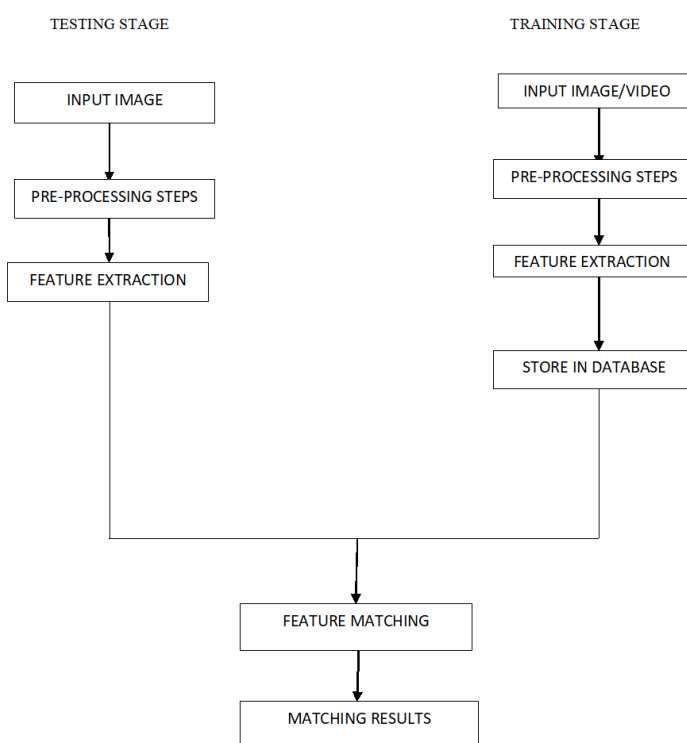 TESTING STAGE
TRAINING STAGE
INPUT IMAGE
INPUT IMAGE/VIDEO
PRE-PROCESSING STEPS
PRE-PROCESSING STEPS
FEATURE EXTRACTION
FEATURE EXTRACTION
STORE IN DATABASE
FEATURE MATCHING
MATCHING RESULTS